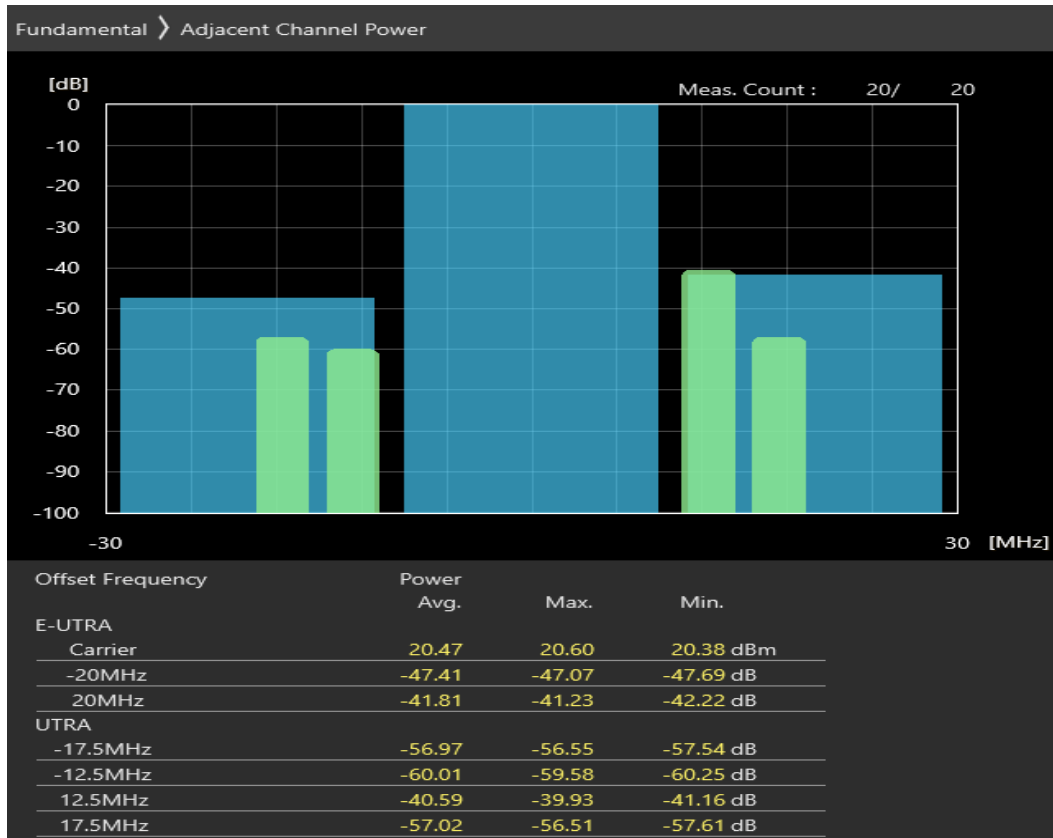 Fundamental ❯ Adjacent Channel Power
[dB]
Meas. Count : 20/ 20
0
-10
-20
-30
-40
-50
-60
-70
-80
-90
-100
-30 30 [MHz]
Offset Frequency Power
Avg. Max. Min.
E-UTRA
Carrier 20.47 20.60 20.38 dBm
-20MHz -47.41 -47.07 -47.69 dB
20MHz -41.81 -41.23 -42.22 dB
UTRA
-17.5MHz -56.97 -56.55 -57.54 dB
-12.5MHz -60.01 -59.58 -60.25 dB
12.5MHz -40.59 -39.93 -41.16 dB
17.5MHz -57.02 -56.51 -57.61 dB